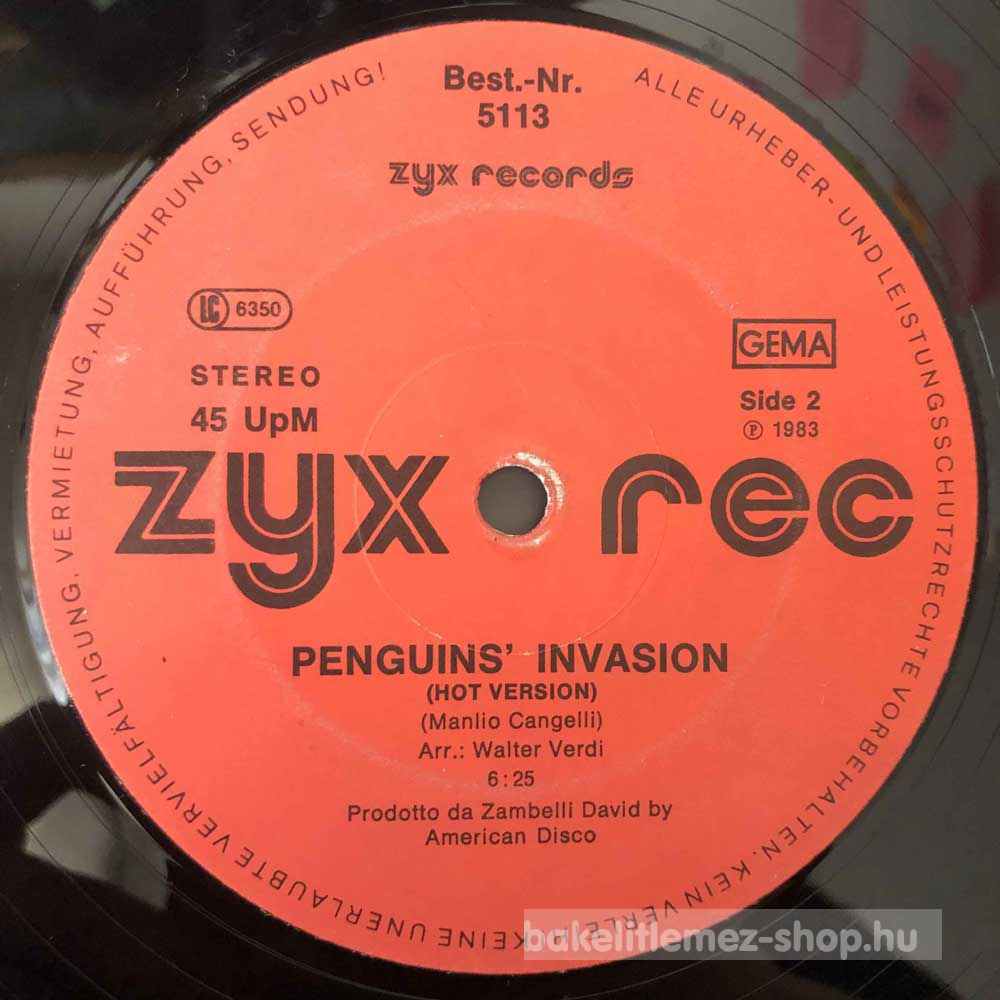 Best.-Nr.
5113
zyx records
LC 6350
GEMA
STEREO
45 UpM
Side 2
℗ 1983
zyx rec
PENGUINS' INVASION
(HOT VERSION)
(Manlio Cangelli)
Arr.: Walter Verdi
6:25
Prodotto da Zambelli David by
American Disco
ALLE URHEBER- UND LEISTUNGSSCHUTZRECHTE VORBEHALTEN. KEIN VERLEIH
KEINE UNERLAUBTE VERVIELFÄLTIGUNG, VERMIETUNG, AUFFÜHRUNG, SENDUNG!
bakelitlemez-shop.hu